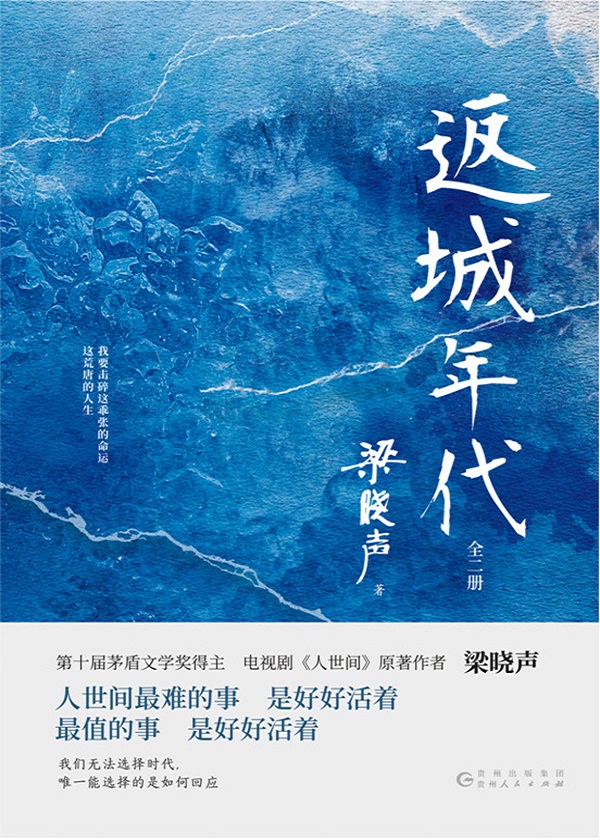 返城年代
全二册
梁晓声
著
我要击碎这乖张的命运
这荒唐的人生
第十届茅盾文学奖得主 电视剧《人世间》原著作者 梁晓声
人世间最难的事 是好好活着
最值的事 是好好活着
我们无法选择时代，
唯一能选择的是如何回应
贵州出版集团
贵州人民出版社